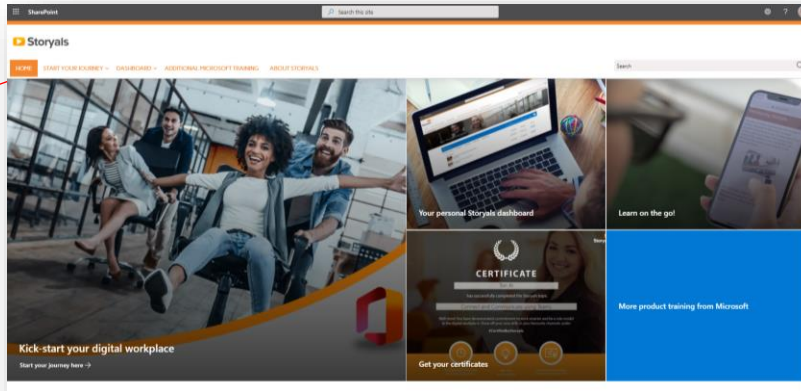 SharePoint
Search this site
?
Storyals
HOME
START YOUR JOURNEY
DASHBOARD
ADDITIONAL MICROSOFT TRAINING
ABOUT STORYALS
Search
Kick-start your digital workplace
Start your journey here →
Your personal Storyals dashboard
Learn on the go!
CERTIFICATE
Get your certificates
More product training from Microsoft